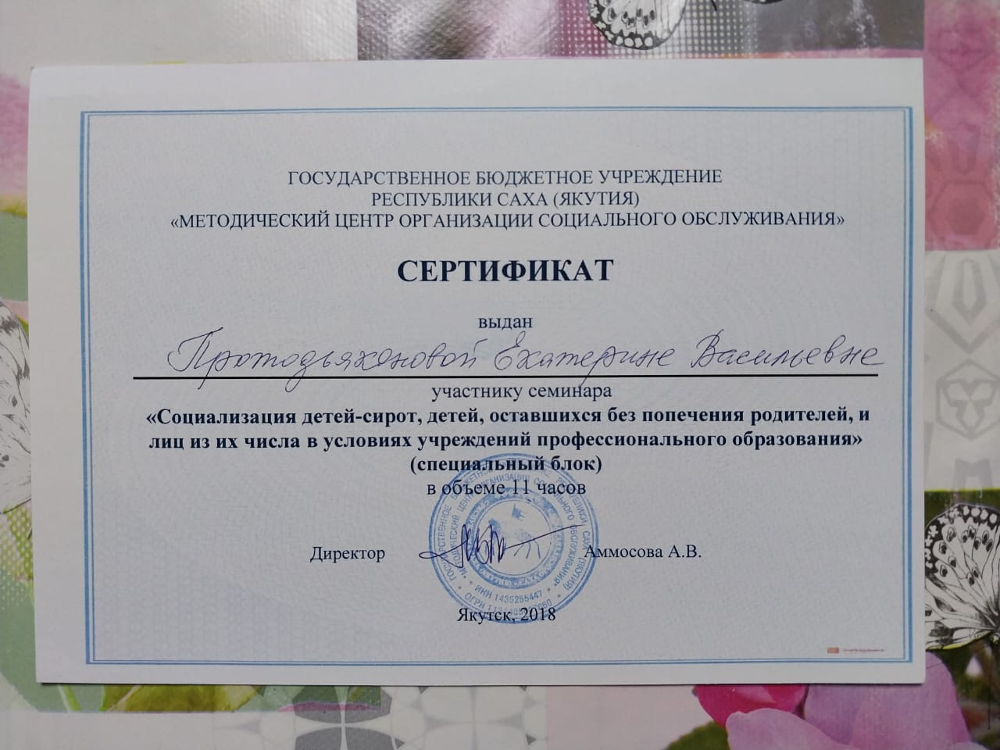 ГОСУДАРСТВЕННОЕ БЮДЖЕТНОЕ УЧРЕЖДЕНИЕ
РЕСПУБЛИКИ САХА (ЯКУТИЯ)
«МЕТОДИЧЕСКИЙ ЦЕНТР ОРГАНИЗАЦИИ СОЦИАЛЬНОГО ОБСЛУЖИВАНИЯ»
СЕРТИФИКАТ
выдан
Протодьяконовой Екатерине Васильевне
участнику семинара
«Социализация детей-сирот, детей, оставшихся без попечения родителей, и
лиц из их числа в условиях учреждений профессионального образования»
(специальный блок)
в объеме 11 часов
Директор Аммосова А.В.
ИНН 1435265447
Якутск, 2018